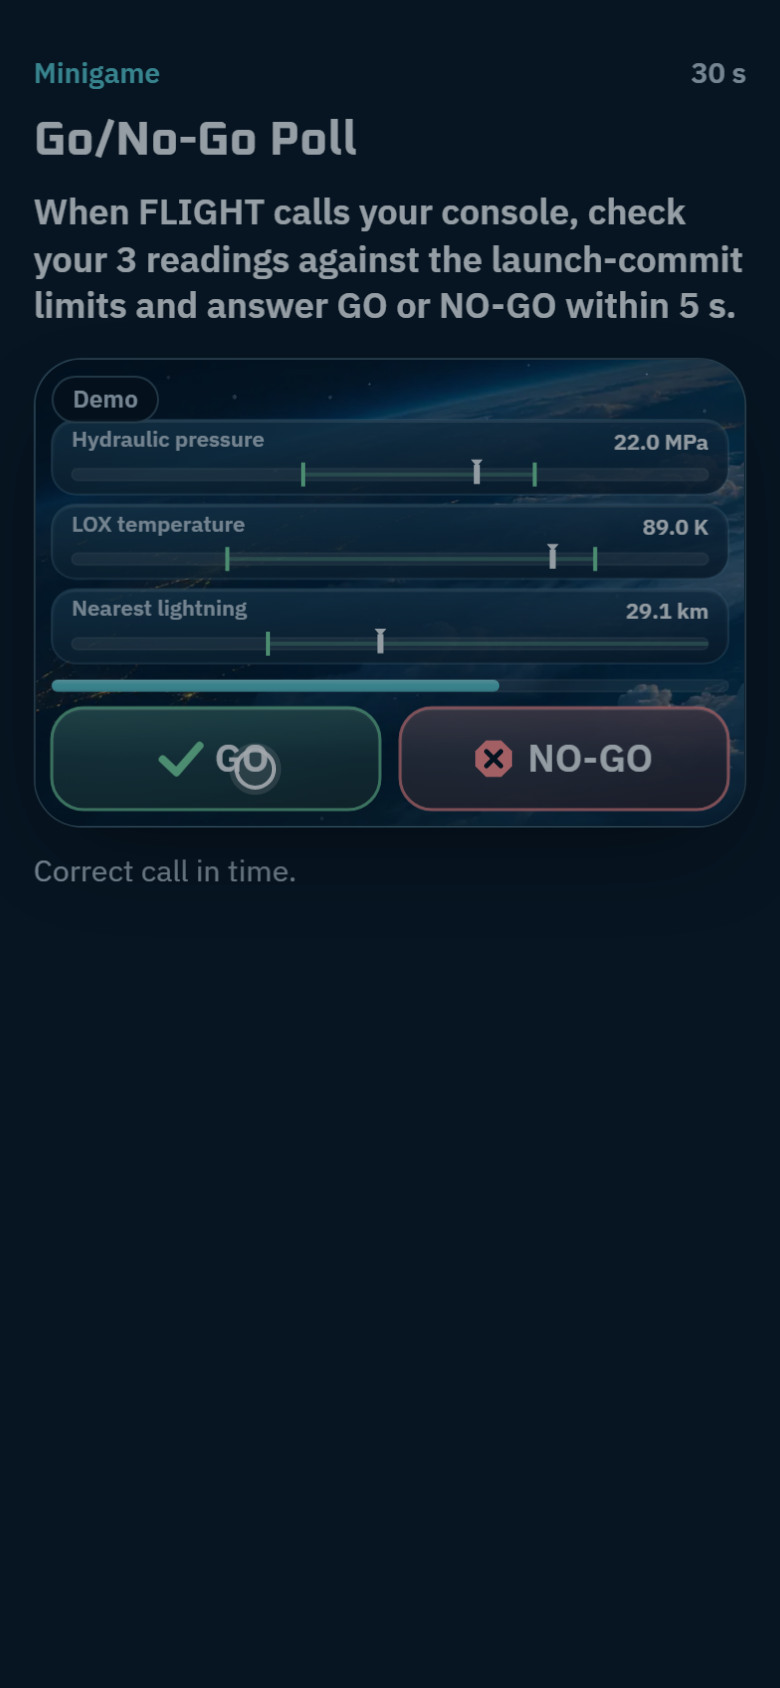 Minigame
30 s
Go/No-Go Poll
When FLIGHT calls your console, check
your 3 readings against the launch-commit
limits and answer GO or NO-GO within 5 s.
Demo
Hydraulic pressure
22.0 MPa
LOX temperature
89.0 K
Nearest lightning
29.1 km
GO
NO-GO
Correct call in time.